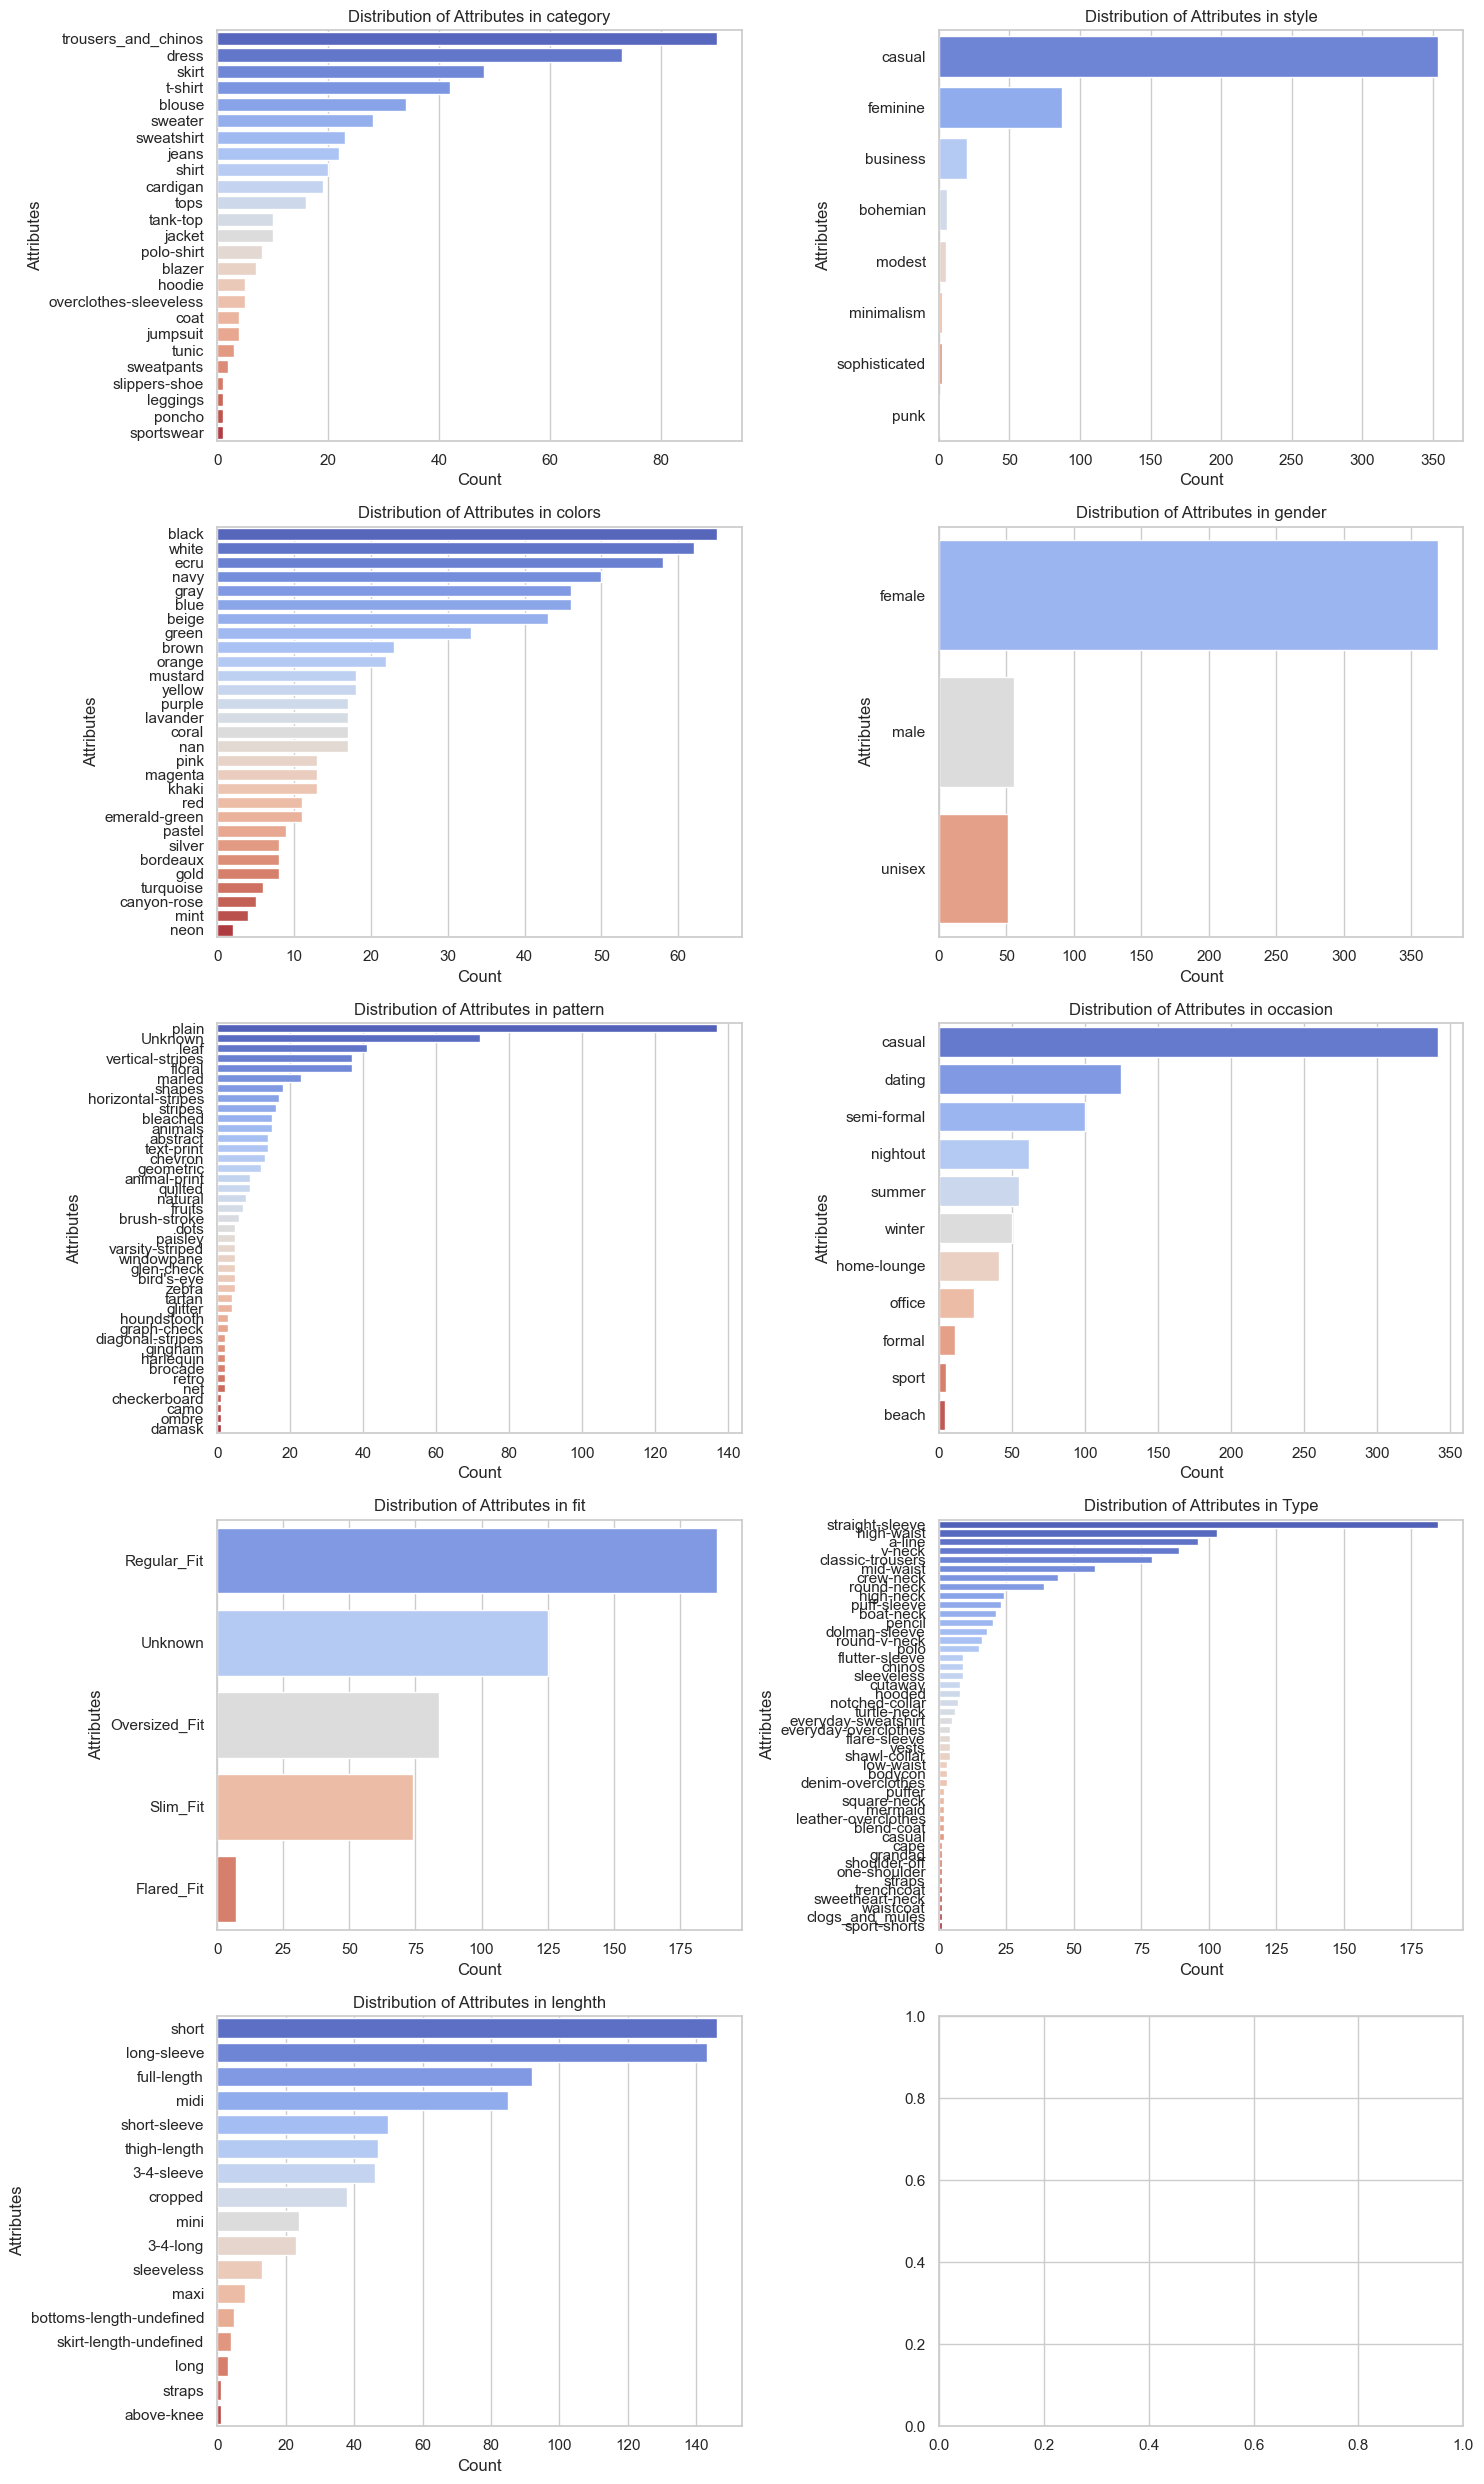 Distribution of Attributes in category
Attributes
trousers_and_chinos
dress
skirt
t-shirt
blouse
sweater
sweatshirt
jeans
shirt
cardigan
tops
tank-top
jacket
polo-shirt
blazer
hoodie
overclothes-sleeveless
coat
jumpsuit
tunic
sweatpants
slippers-shoe
leggings
poncho
sportswear
0 20 40 60 80
Count
Distribution of Attributes in style
Attributes
casual
feminine
business
bohemian
modest
minimalism
sophisticated
punk
0 50 100 150 200 250 300 350
Count
Distribution of Attributes in colors
Attributes
black
white
ecru
navy
gray
blue
beige
green
brown
orange
mustard
yellow
purple
lavander
coral
nan
pink
magenta
khaki
red
emerald-green
pastel
silver
bordeaux
gold
turquoise
canyon-rose
mint
neon
0 10 20 30 40 50 60
Count
Distribution of Attributes in gender
Attributes
female
male
unisex
0 50 100 150 200 250 300 350
Count
Distribution of Attributes in pattern
Attributes
plain
Unknown
leaf
vertical-stripes
floral
marled
shapes
horizontal-stripes
stripes
bleached
animals
abstract
text-print
chevron
geometric
animal-print
quilted
natural
fruits
brush-stroke
dots
paisley
varsity-striped
windowpane
glen-check
bird's-eye
zebra
tartan
glitter
houndstooth
graph-check
diagonal-stripes
gingham
harlequin
brocade
retro
net
checkerboard
camo
ombre
damask
0 20 40 60 80 100 120 140
Count
Distribution of Attributes in occasion
Attributes
casual
dating
semi-formal
nightout
summer
winter
home-lounge
office
formal
sport
beach
0 50 100 150 200 250 300 350
Count
Distribution of Attributes in fit
Attributes
Regular_Fit
Unknown
Oversized_Fit
Slim_Fit
Flared_Fit
0 25 50 75 100 125 150 175
Count
Distribution of Attributes in Type
Attributes
straight-sleeve
high-waist
a-line
v-neck
classic-trousers
mid-waist
crew-neck
round-neck
high-neck
puff-sleeve
boat-neck
pencil
dolman-sleeve
round-v-neck
polo
flutter-sleeve
chinos
sleeveless
cutaway
hooded
notched-collar
turtle-neck
everyday-sweatshirt
everyday-overclothes
flare-sleeve
vests
shawl-collar
low-waist
bodycon
denim-overclothes
puffer
square-neck
mermaid
leather-overclothes
blend-coat
casual
cape
grandad
shoulder-off
one-shoulder
straps
trenchcoat
sweetheart-neck
waistcoat
clogs_and_mules
sport-shorts
0 25 50 75 100 125 150 175
Count
Distribution of Attributes in lenghth
Attributes
short
long-sleeve
full-length
midi
short-sleeve
thigh-length
3-4-sleeve
cropped
mini
3-4-long
sleeveless
maxi
bottoms-length-undefined
skirt-length-undefined
long
straps
above-knee
0 20 40 60 80 100 120 140
Count
1.0
0.8
0.6
0.4
0.2
0.0
0.0 0.2 0.4 0.6 0.8 1.0